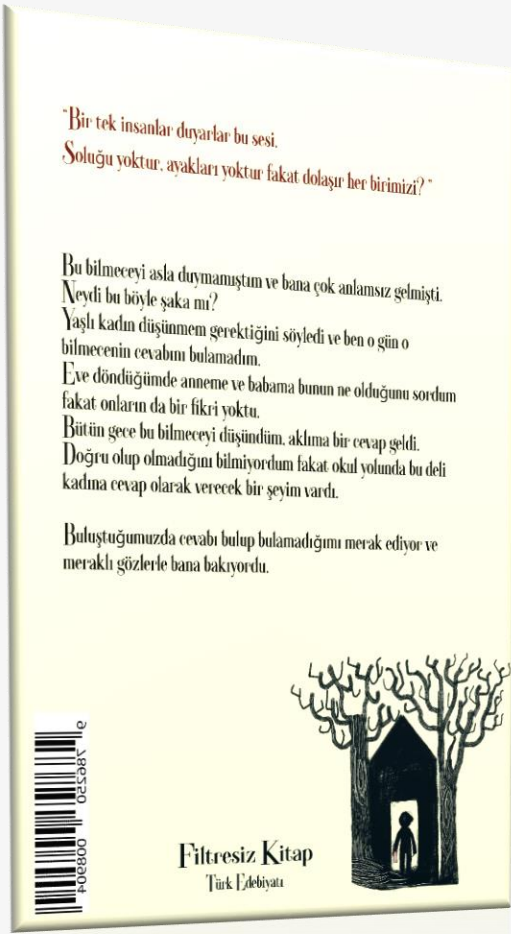 "Bir tek insanlar duyarlar bu sesi.
Soluğu yoktur, ayakları yoktur fakat dolaşır her birimizi? "
Bu bilmeceyi asla duymamıştım ve bana çok anlamsız gelmişti.
Neydi bu böyle şaka mı?
Yaşlı kadın düşünmem gerektiğini söyledi ve ben o gün o
bilmecenin cevabını bulamadım.
Eve döndüğümde anneme ve babama bunun ne olduğunu sordum
fakat onların da bir fikri yoktu.
Bütün gece bu bilmeceyi düşündüm, aklıma bir cevap geldi.
Doğru olup olmadığını bilmiyordum fakat okul yolunda bu deli
kadına cevap olarak verecek bir şeyim vardı.
Buluştuğumuzda cevabı bulup bulamadığımı merak ediyor ve
meraklı gözlerle bana bakıyordu.
9 786250 008904
Filtresiz Kitap
Türk Edebiyatı